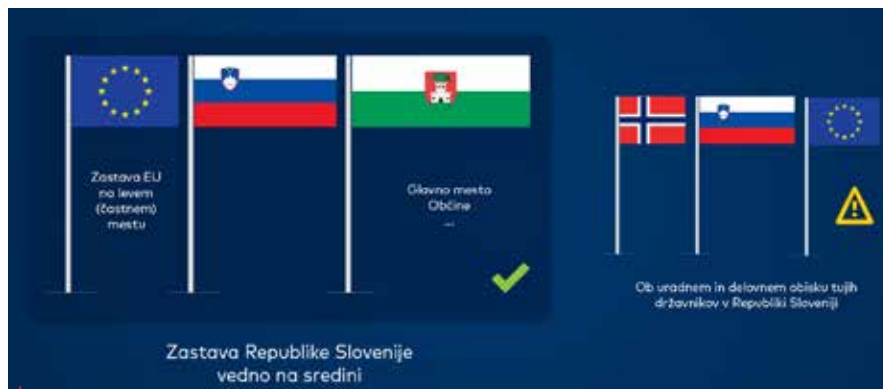 Zastava EU
na levem
(častnem)
mestu
Glavno mesto
Občine
...
Zastava Republike Slovenije
vedno na sredini
Ob uradnem in delovnem obisku tujih
državnikov v Republiki Sloveniji